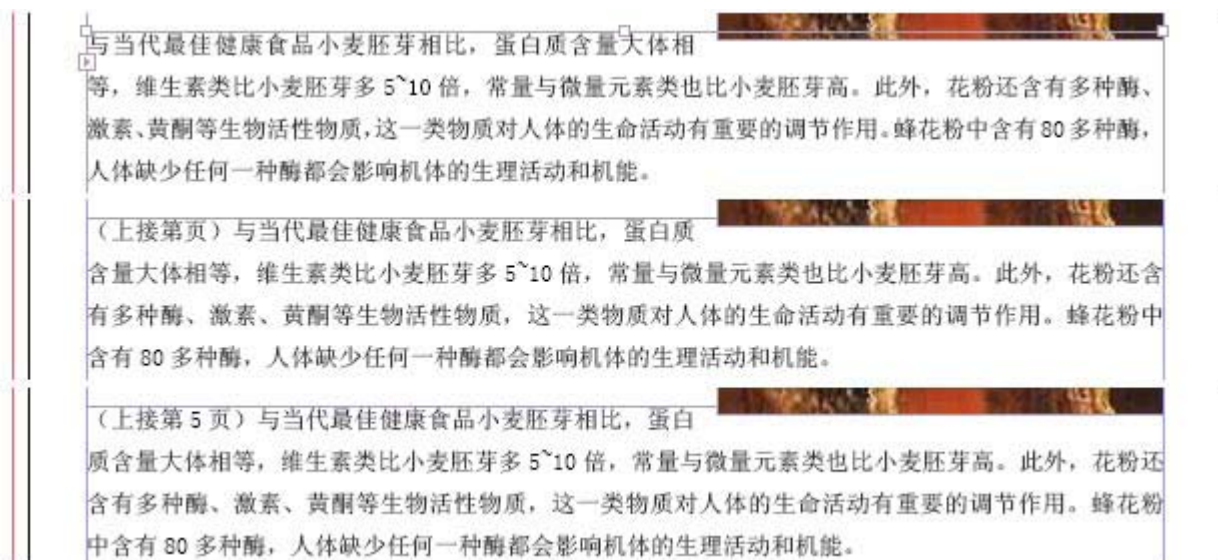 与当代最佳健康食品小麦胚芽相比，蛋白质含量大体相
等，维生素类比小麦胚芽多 5~10 倍，常量与微量元素类也比小麦胚芽高。此外，花粉还含有多种酶、
激素、黄酮等生物活性物质，这一类物质对人体的生命活动有重要的调节作用。蜂花粉中含有 80 多种酶，
人体缺少任何一种酶都会影响机体的生理活动和机能。
（上接第页）与当代最佳健康食品小麦胚芽相比，蛋白质
含量大体相等，维生素类比小麦胚芽多 5~10 倍，常量与微量元素类也比小麦胚芽高。此外，花粉还含
有多种酶、激素、黄酮等生物活性物质，这一类物质对人体的生命活动有重要的调节作用。蜂花粉中
含有 80 多种酶，人体缺少任何一种酶都会影响机体的生理活动和机能。
（上接第 5 页）与当代最佳健康食品小麦胚芽相比，蛋白
质含量大体相等，维生素类比小麦胚芽多 5~10 倍，常量与微量元素类也比小麦胚芽高。此外，花粉还
含有多种酶、激素、黄酮等生物活性物质，这一类物质对人体的生命活动有重要的调节作用。蜂花粉
中含有 80 多种酶，人体缺少任何一种酶都会影响机体的生理活动和机能。